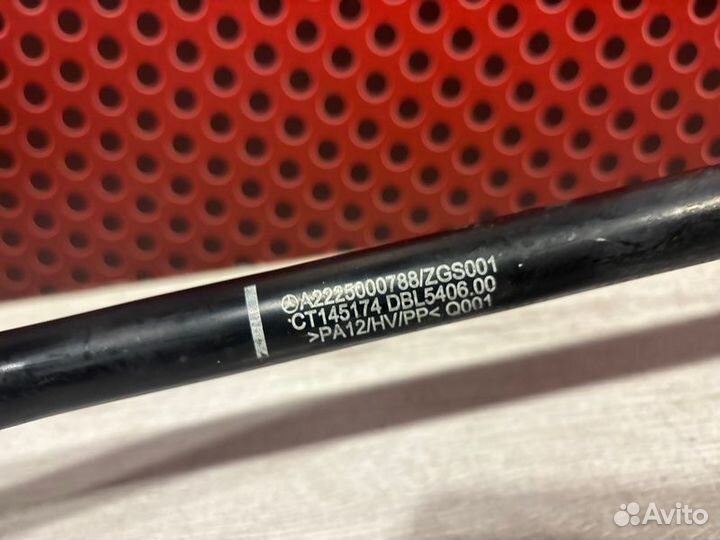 A2225000788/ZGS001
CT145174 DBL5406.00
>PA12/HV/PP< Q001
Avito